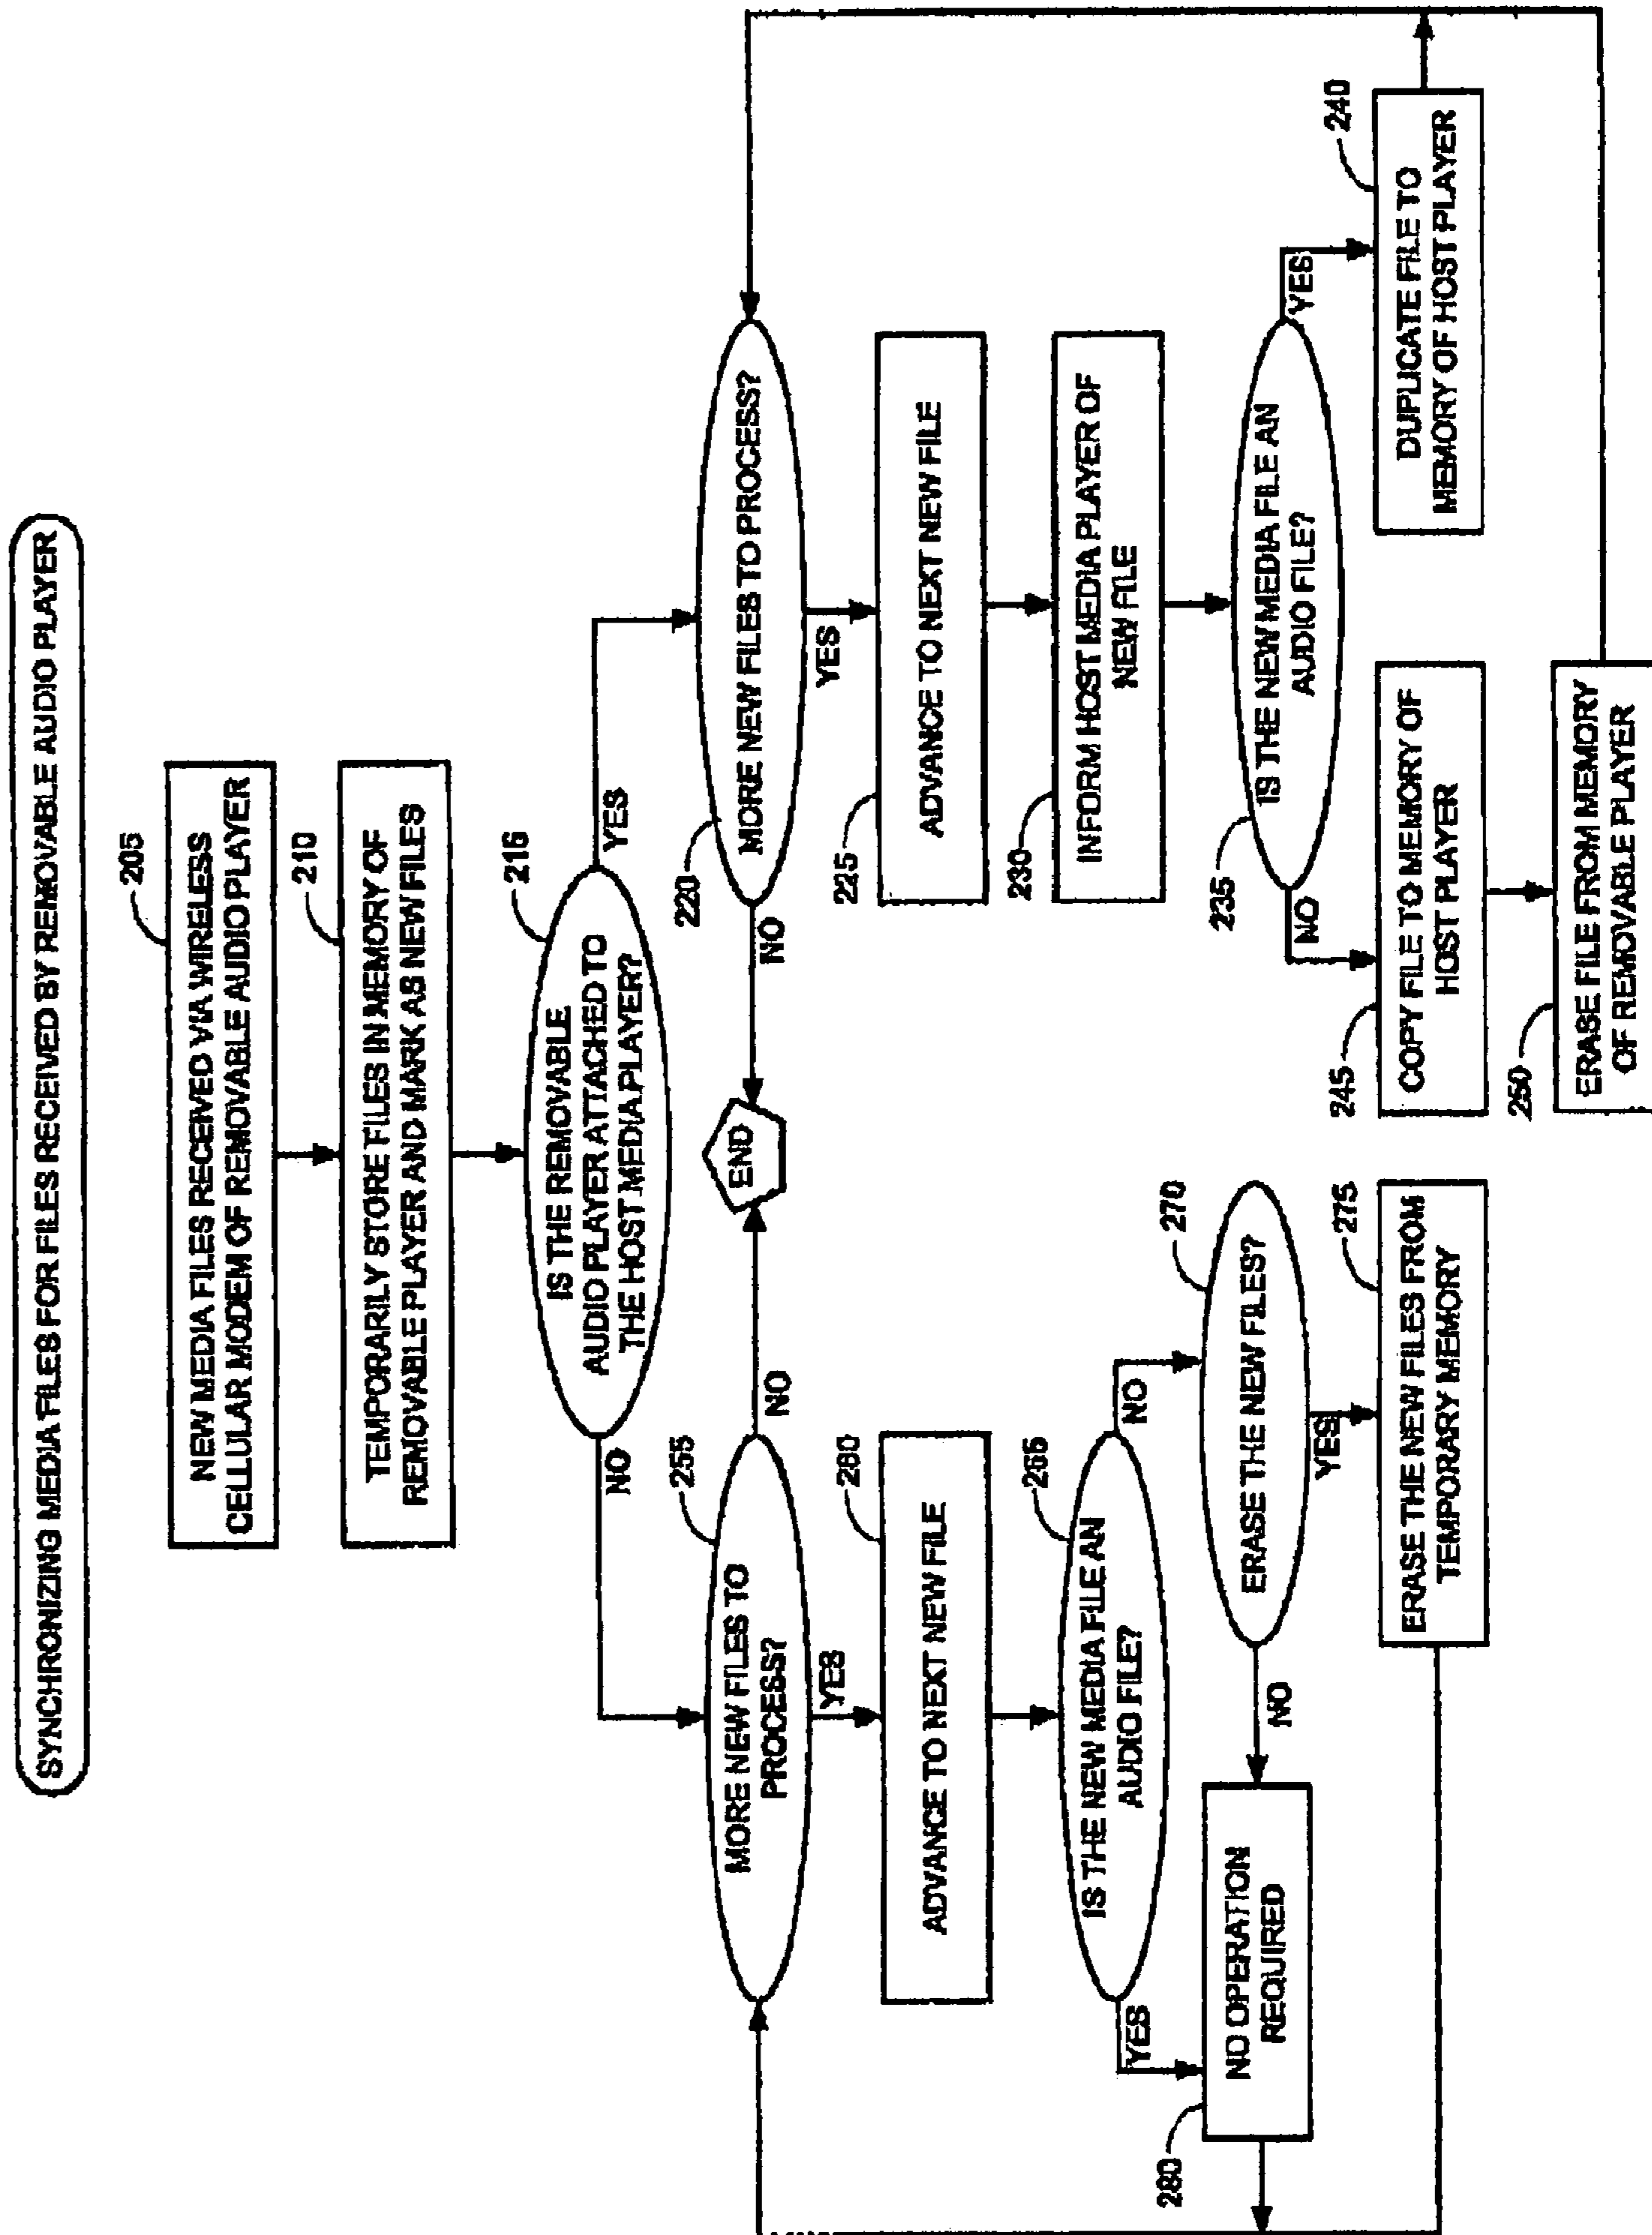 SYNCHRONIZING MEDIA FILES FOR FILES RECEIVED BY REMOVABLE AUDIO PLAYER
205
NEW MEDIA FILES RECEIVED VIA WIRELESS
CELLULAR MODEM OF REMOVABLE AUDIO PLAYER
210
TEMPORARILY STORE FILES IN MEMORY OF
REMOVABLE PLAYER AND MARK AS NEW FILES
215
IS THE REMOVABLE
AUDIO PLAYER ATTACHED TO
THE HOST MEDIA PLAYER?
NO
YES
255
MORE NEW FILES TO
PROCESS?
NO
YES
END
220
MORE NEW FILES TO PROCESS?
NO
YES
260
ADVANCE TO NEXT NEW FILE
225
ADVANCE TO NEXT NEW FILE
230
INFORM HOST MEDIA PLAYER OF
NEW FILE
265
IS THE NEW MEDIA FILE AN
AUDIO FILE?
YES
NO
235
IS THE NEW MEDIA FILE AN
AUDIO FILE?
NO
YES
280
NO OPERATION
REQUIRED
270
ERASE THE NEW FILES?
NO
YES
275
ERASE THE NEW FILES FROM
TEMPORARY MEMORY
245
COPY FILE TO MEMORY OF
HOST PLAYER
240
DUPLICATE FILE TO
MEMORY OF HOST PLAYER
250
ERASE FILE FROM MEMORY
OF REMOVABLE PLAYER